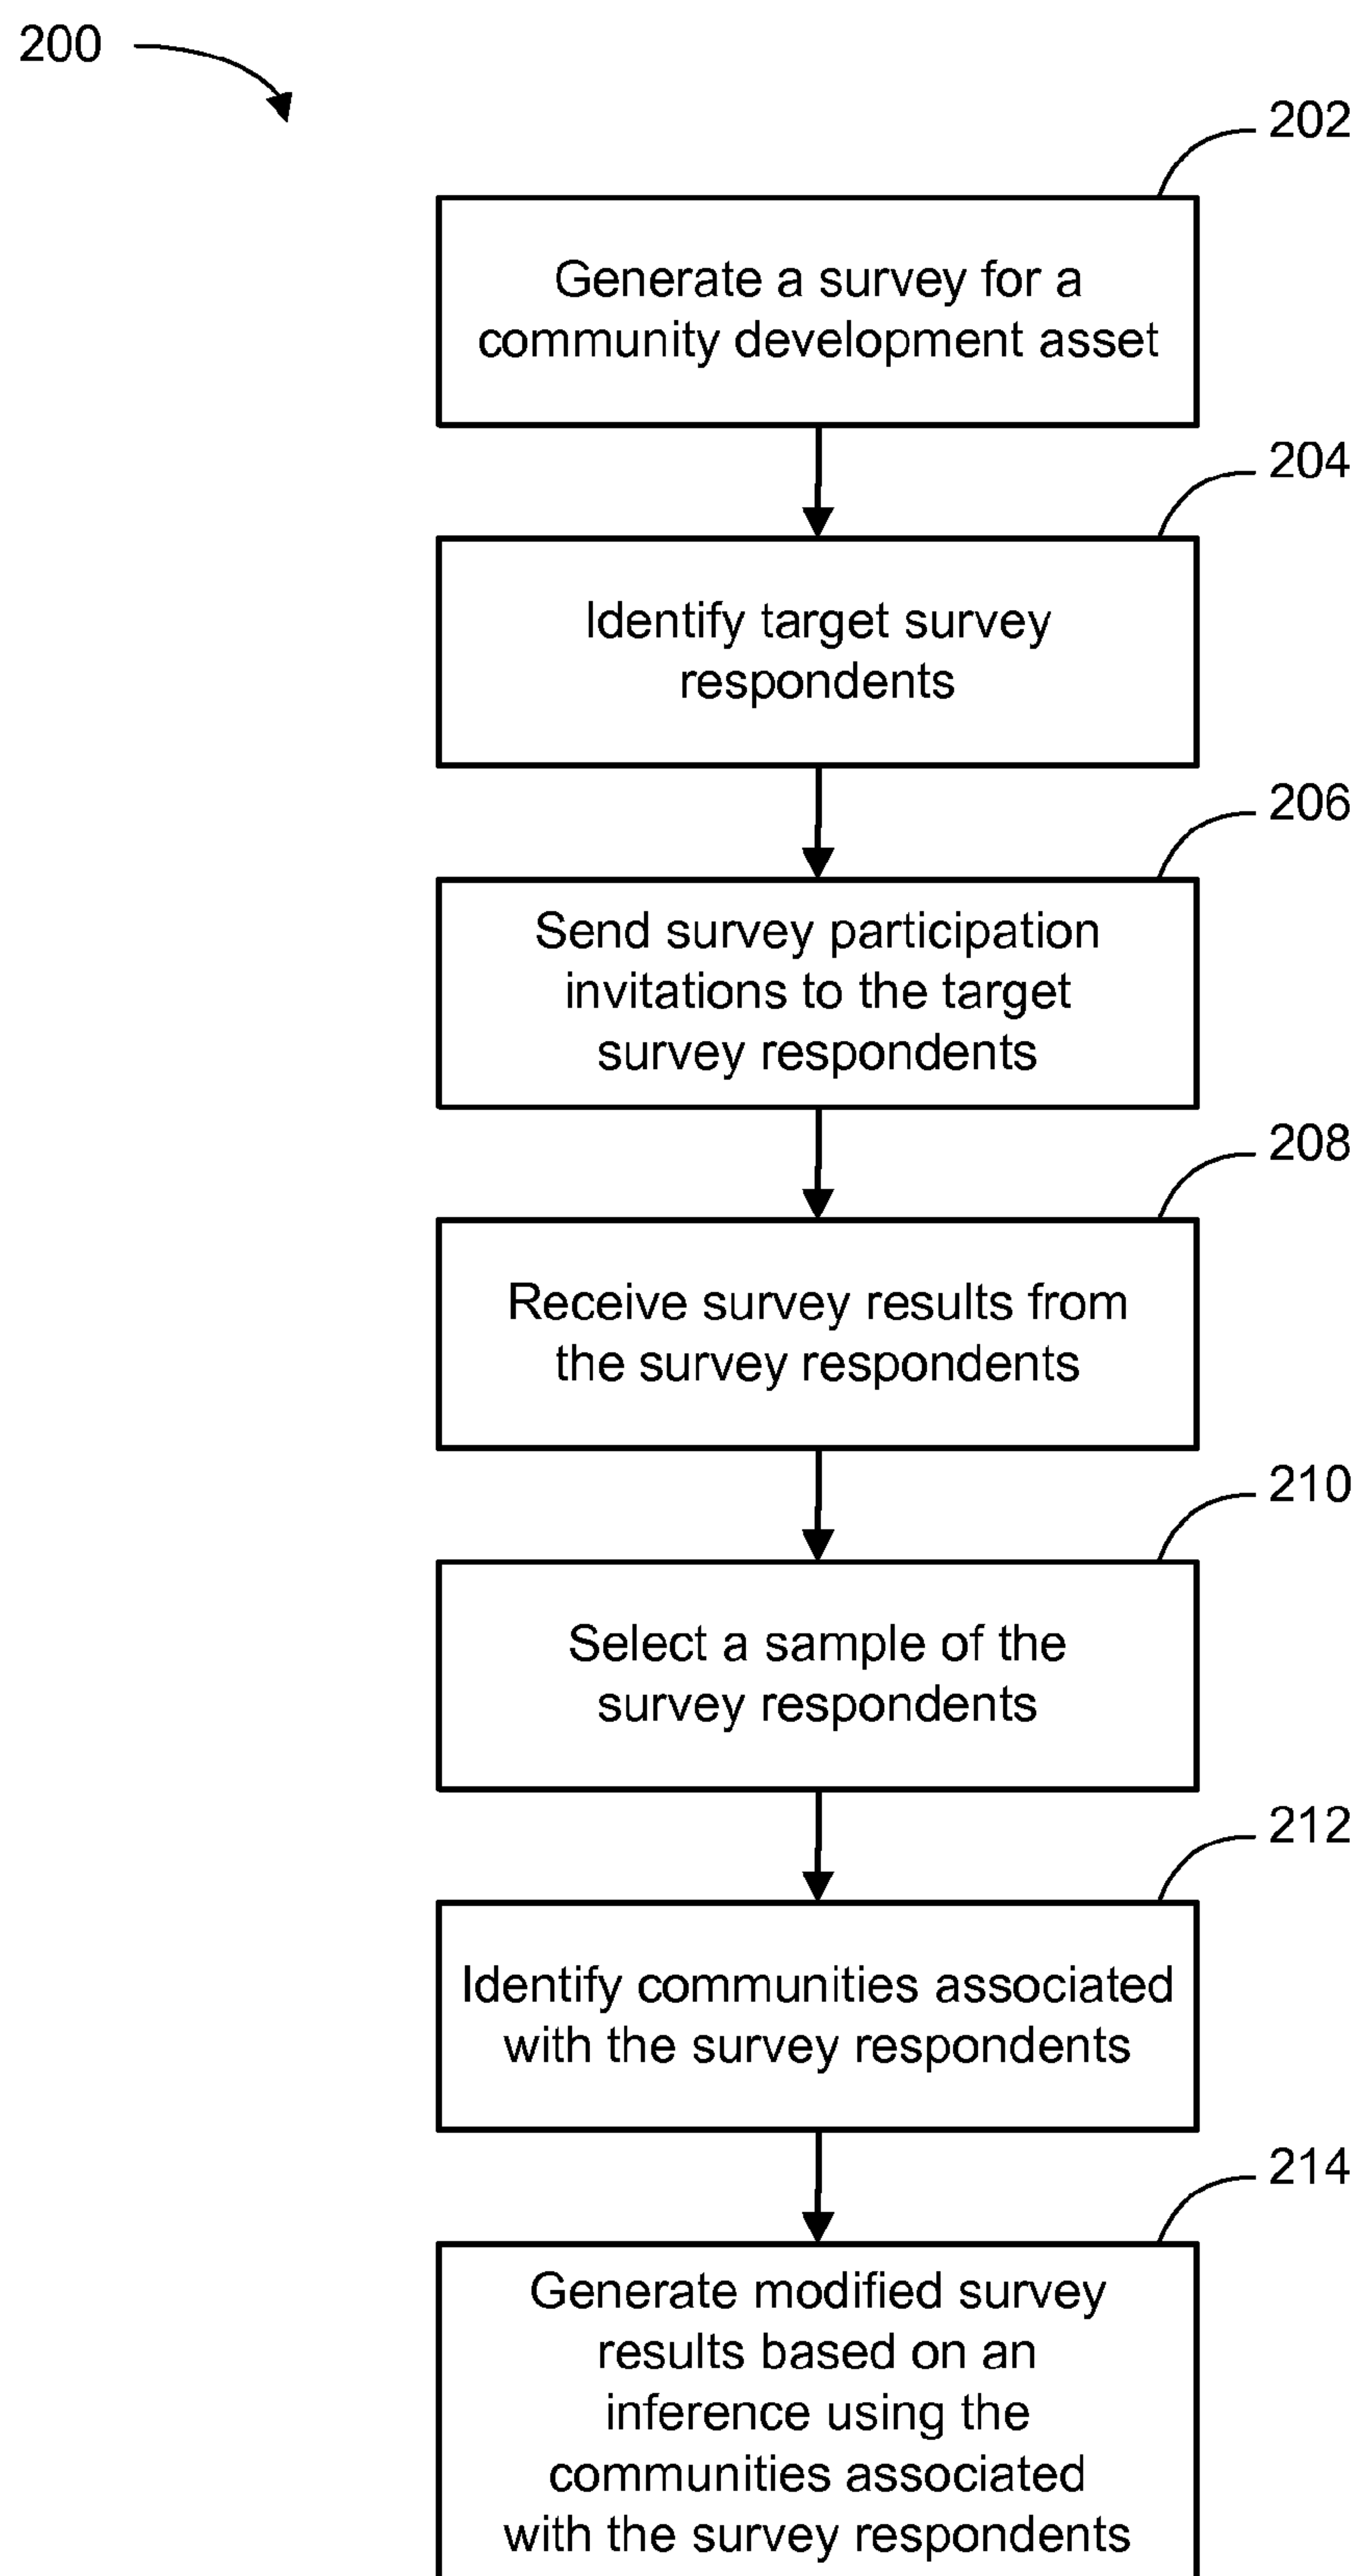 200
202
Generate a survey for a
community development asset
204
Identify target survey
respondents
206
Send survey participation
invitations to the target
survey respondents
208
Receive survey results from
the survey respondents
210
Select a sample of the
survey respondents
212
Identify communities associated
with the survey respondents
214
Generate modified survey
results based on an
inference using the
communities associated
with the survey respondents